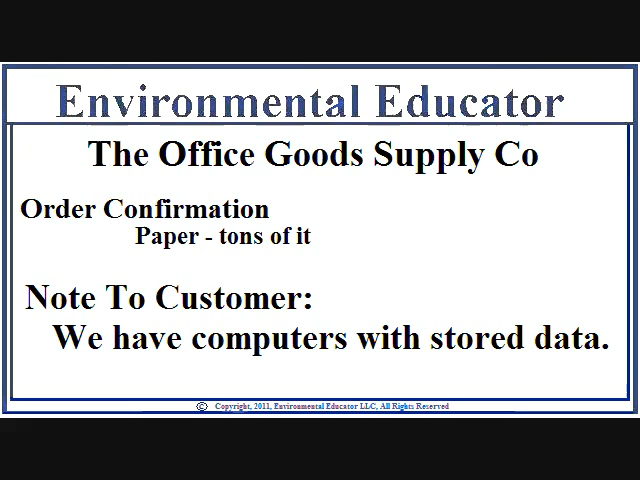 Environmental Educator
The Office Goods Supply Co
Order Confirmation
Paper - tons of it
Note To Customer:
We have computers with stored data.
© Copyright, 2011, Environmental Educator LLC, All Rights Reserved